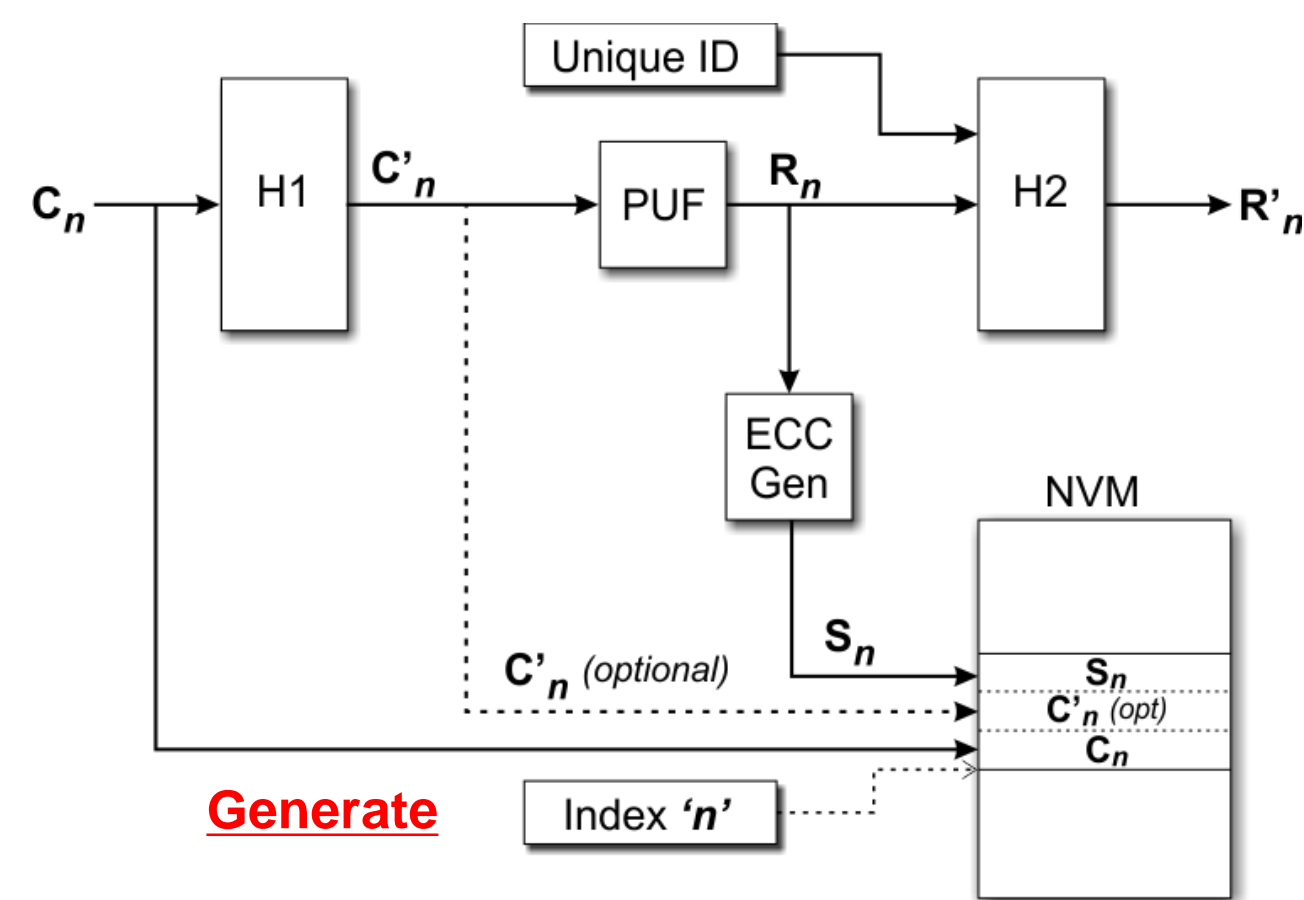 Unique ID
H1
C'n
PUF
Rn
H2
Cn
R'n
ECC
Gen
NVM
Sn
C'n (optional)
Sn
C'n (opt)
Cn
Generate
Index 'n'